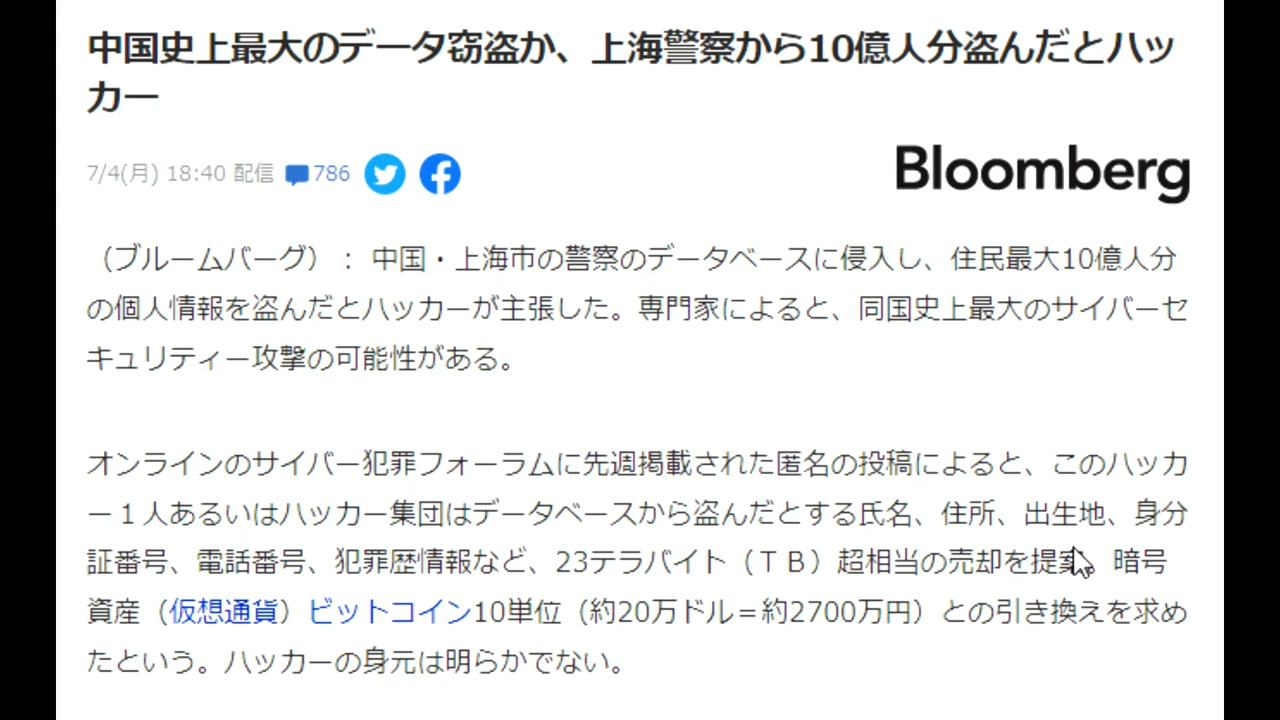 中国史上最大のデータ窃盗か、上海警察から10億人分盗んだとハッ
カー
7/4(月) 18:40 配信 786
Bloomberg
（ブルームバーグ）： 中国・上海市の警察のデータベースに侵入し、住民最大10億人分
の個人情報を盗んだとハッカーが主張した。専門家によると、同国史上最大のサイバーセ
キュリティー攻撃の可能性がある。
オンラインのサイバー犯罪フォーラムに先週掲載された匿名の投稿によると、このハッカ
ー１人あるいはハッカー集団はデータベースから盗んだとする氏名、住所、出生地、身分
証番号、電話番号、犯罪歴情報など、23テラバイト（ＴＢ）超相当の売却を提案、暗号
資産（仮想通貨）ビットコイン10単位（約20万ドル＝約2700万円）との引き換えを求め
たという。ハッカーの身元は明らかでない。